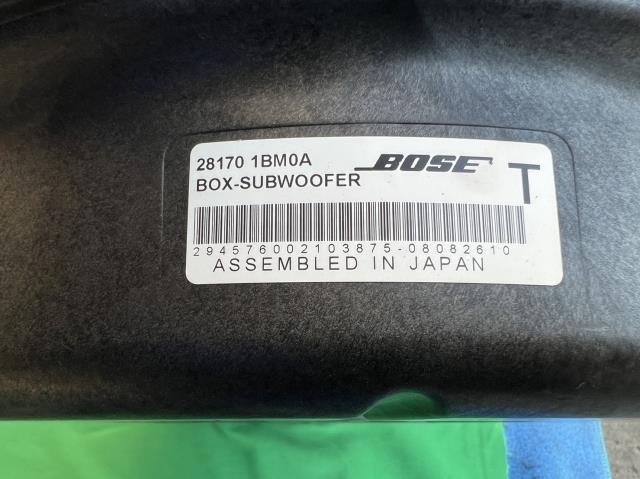 28170 1BM0A BOSE
BOX-SUBWOOFER T
294576002103875-08082610
ASSEMBLED IN JAPAN